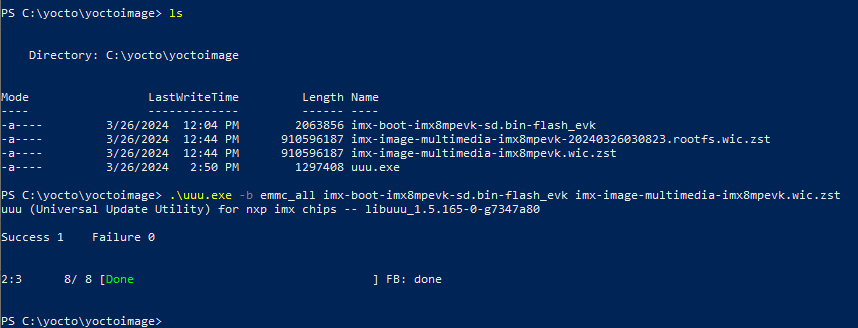 PS C:\yocto\yoctoimage> ls
Directory: C:\yocto\yoctoimage
Mode LastWriteTime Length Name
---- ------------- ------ ----
-a---- 3/26/2024 12:04 PM 2063856 imx-boot-imx8mpevk-sd.bin-flash_evk
-a---- 3/26/2024 12:44 PM 910596187 imx-image-multimedia-imx8mpevk-20240326030823.rootfs.wic.zst
-a---- 3/26/2024 12:44 PM 910596187 imx-image-multimedia-imx8mpevk.wic.zst
-a---- 3/26/2024 2:50 PM 1297408 uuu.exe
PS C:\yocto\yoctoimage> .\uuu.exe -b emmc_all imx-boot-imx8mpevk-sd.bin-flash_evk imx-image-multimedia-imx8mpevk.wic.zst
uuu (Universal Update Utility) for nxp imx chips -- libuuu_1.5.165-0-g7347a80
Success 1 Failure 0
2:3 8/ 8 [Done ] FB: done
PS C:\yocto\yoctoimage>